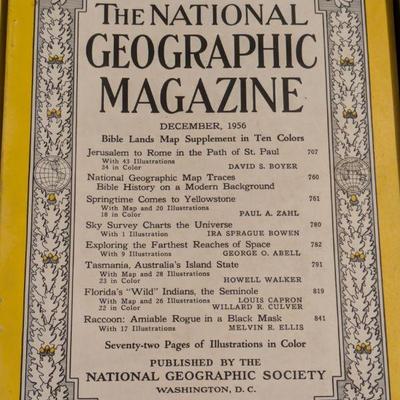 THE NATIONAL
GEOGRAPHIC
MAGAZINE
DECEMBER, 1956
Bible Lands Map Supplement in Ten Colors
Jerusalem to Rome in the Path of St. Paul 707
With 43 Illustrations
34 in Color DAVID S. BOYER
National Geographic Map Traces 760
Bible History on a Modern Background
Springtime Comes to Yellowstone 761
With Map and 20 Illustrations
18 in Color PAUL A. ZAHL
Sky Survey Charts the Universe 780
With 1 Illustration IRA SPRAGUE BOWEN
Exploring the Farthest Reaches of Space 782
With 9 Illustrations GEORGE O. ABELL
Tasmania, Australia's Island State 791
With Map and 28 Illustrations
23 in Color HOWELL WALKER
Florida's "Wild" Indians, the Seminole 819
With Map and 26 Illustrations LOUIS CAPRON
22 in Color WILLARD R. CULVER
Raccoon: Amiable Rogue in a Black Mask 841
With 17 Illustrations MELVIN R. ELLIS
Seventy-two Pages of Illustrations in Color
PUBLISHED BY THE
NATIONAL GEOGRAPHIC SOCIETY
WASHINGTON, D. C.